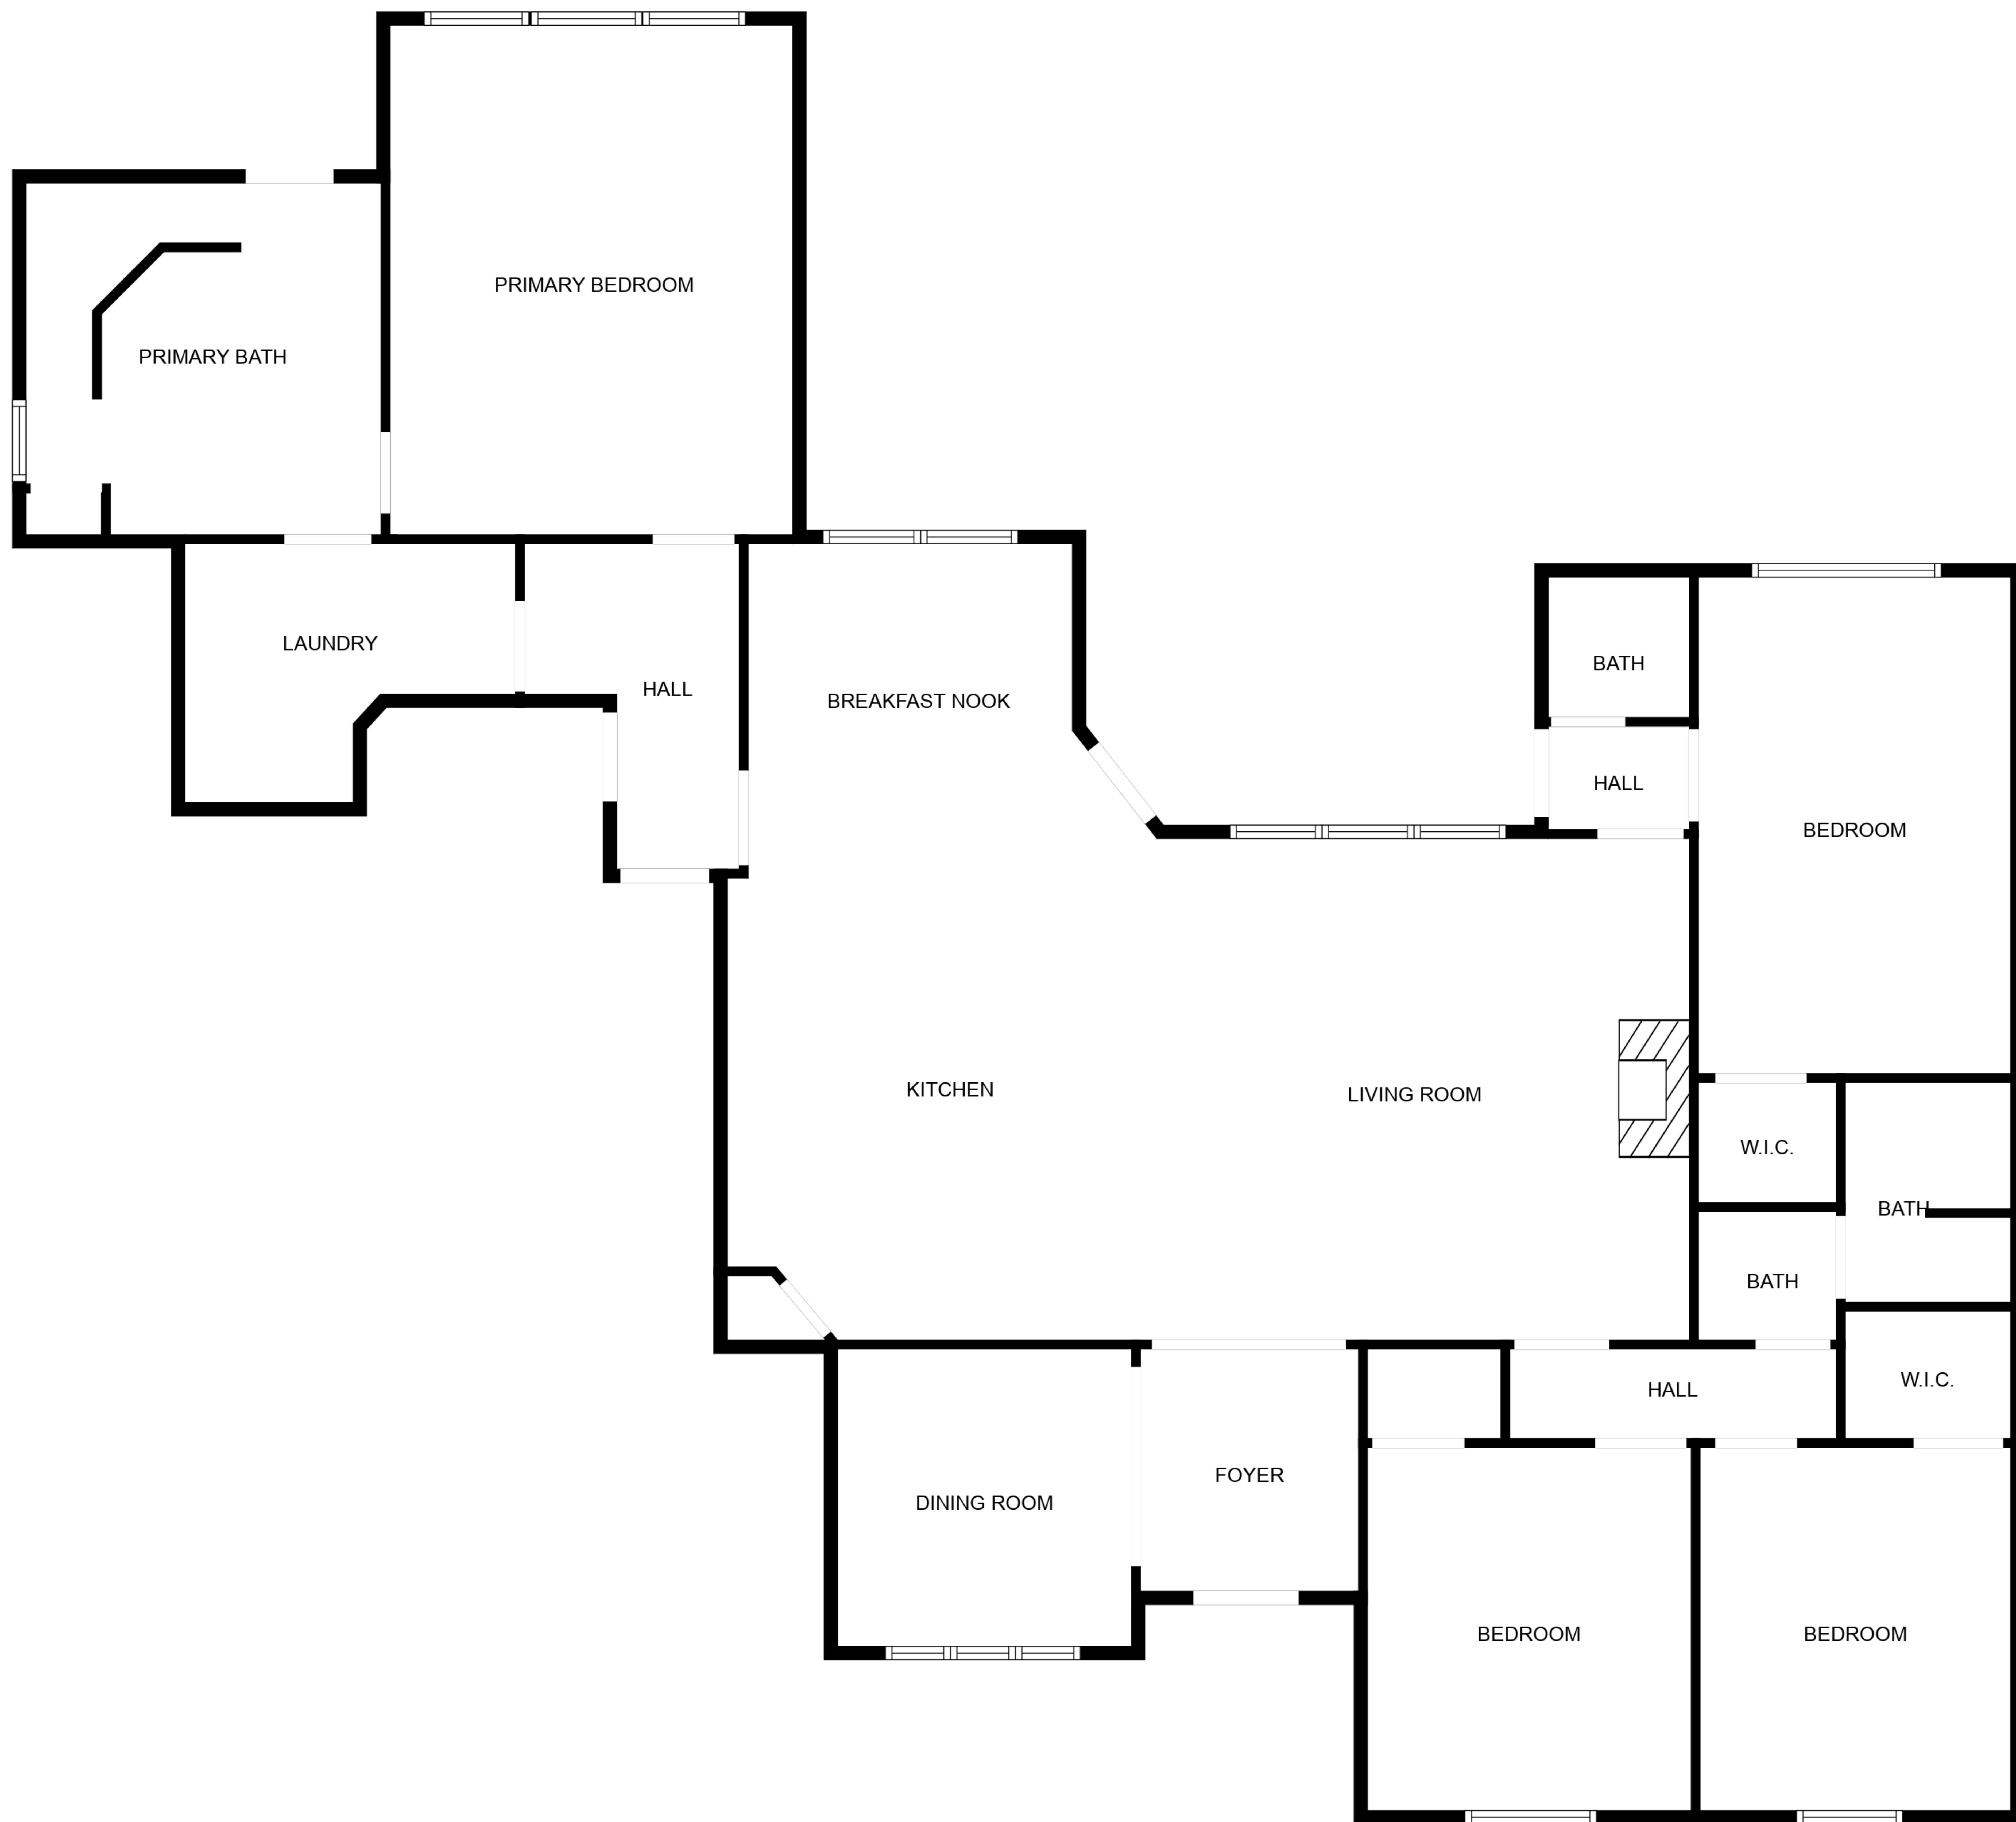 PRIMARY BEDROOM
PRIMARY BATH
LAUNDRY
HALL
BREAKFAST NOOK
BATH
HALL
BEDROOM
KITCHEN
LIVING ROOM
W.I.C.
BATH
BATH
W.I.C.
HALL
FOYER
DINING ROOM
BEDROOM
BEDROOM